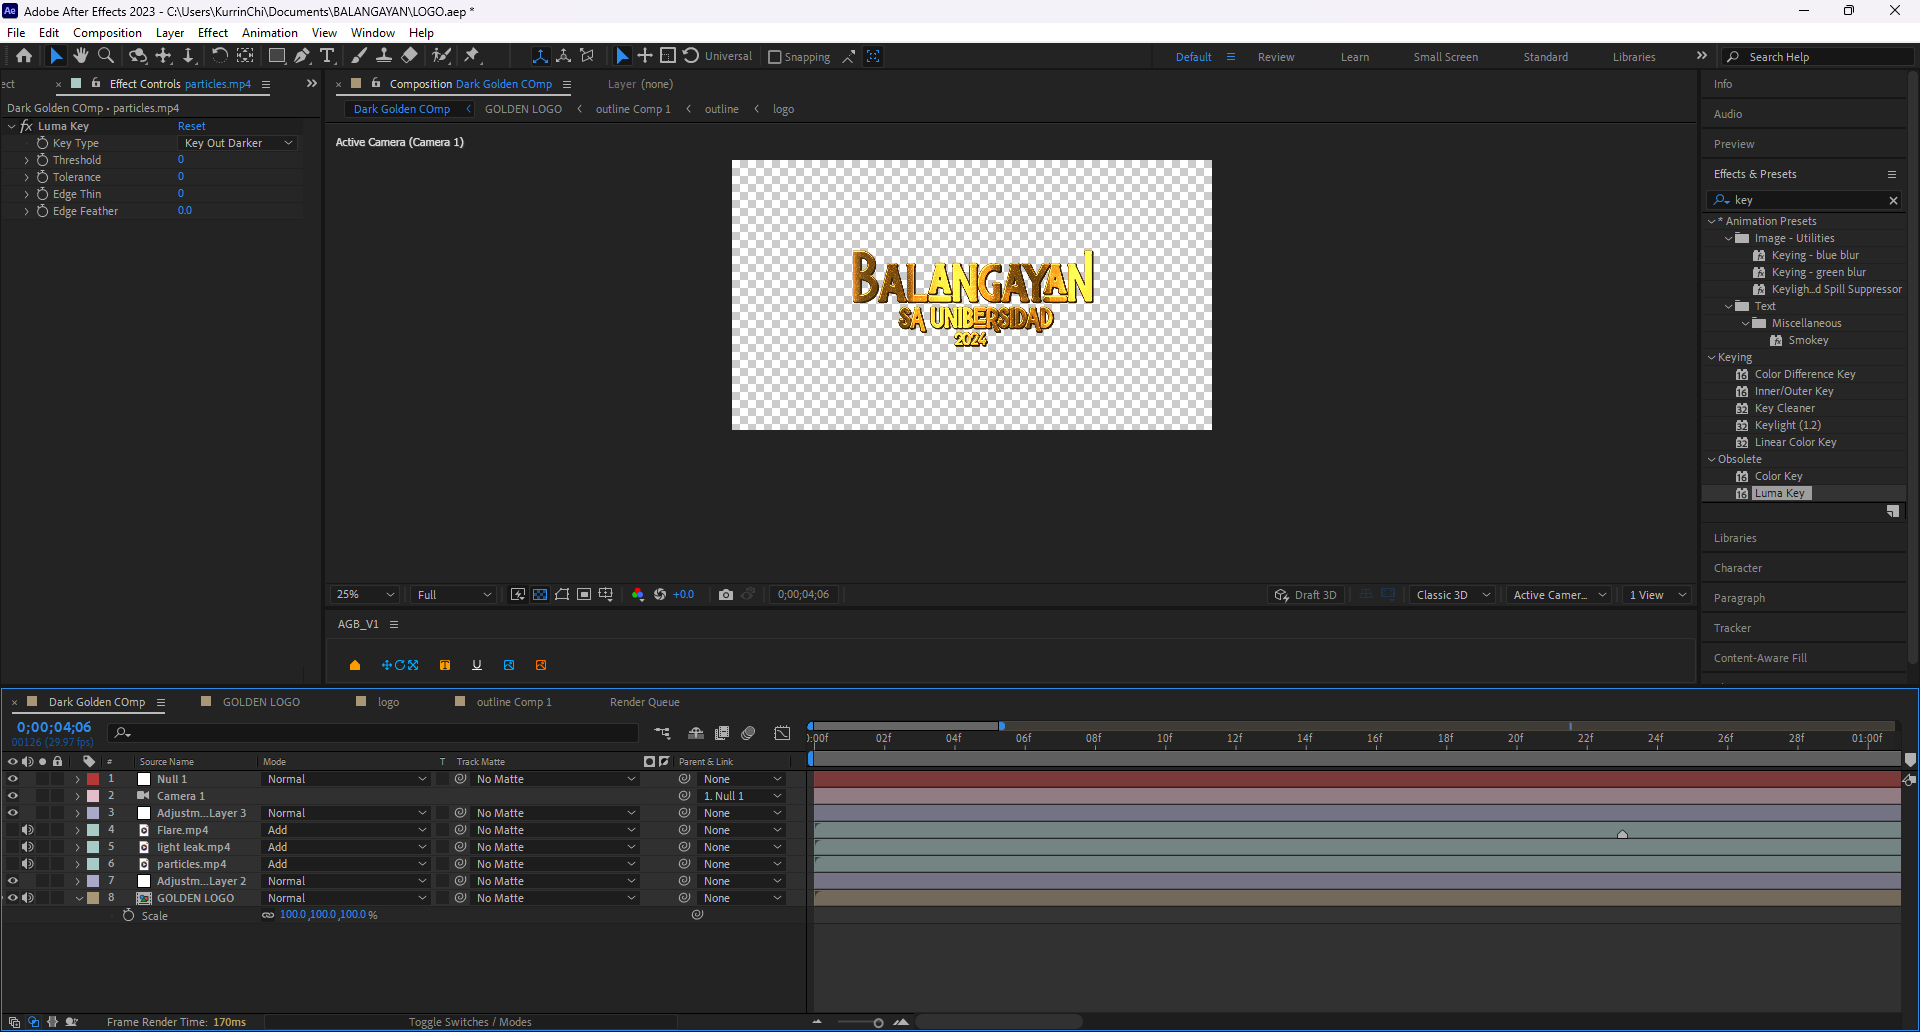 Adobe After Effects 2023 - C:\Users\KurrinChi\Documents\BALANGAYAN\LOGO.aep *
File Edit Composition Layer Effect Animation View Window Help
Universal Snapping Default Review Learn Small Screen Standard Libraries Search Help
ect Effect Controls particles.mp4
Dark Golden COmp • particles.mp4
fx Luma Key Reset
Key Type Key Out Darker
Threshold 0
Tolerance 0
Edge Thin 0
Edge Feather 0.0
Composition Dark Golden COmp Layer (none)
Dark Golden COmp GOLDEN LOGO outline Comp 1 outline logo
Active Camera (Camera 1)
BALANGAYAN
SA UNIBERSIDAD
2024
25% Full +0.0 0;00;04;06 Draft 3D Classic 3D Active Camer... 1 View
AGB_V1
T U
Info
Audio
Preview
Effects & Presets
key
* Animation Presets
Image - Utilities
Keying - blue blur
Keying - green blur
Keyligh...d Spill Suppressor
Text
Miscellaneous
Smokey
Keying
Color Difference Key
Inner/Outer Key
Key Cleaner
Keylight (1.2)
Linear Color Key
Obsolete
Color Key
Luma Key
Libraries
Character
Paragraph
Tracker
Content-Aware Fill
Dark Golden COmp GOLDEN LOGO logo outline Comp 1 Render Queue
0;00;04;06
00126 (29.97 fps)
):00f 02f 04f 06f 08f 10f 12f 14f 16f 18f 20f 22f 24f 26f 28f 01:00f
# Source Name Mode T Track Matte Parent & Link
1 Null 1 Normal No Matte None
2 Camera 1 1. Null 1
3 Adjustm...Layer 3 Normal No Matte None
4 Flare.mp4 Add No Matte None
5 light leak.mp4 Add No Matte None
6 particles.mp4 Add No Matte None
7 Adjustm...Layer 2 Normal No Matte None
8 GOLDEN LOGO Normal No Matte None
Scale 100.0,100.0,100.0 %
Frame Render Time: 170ms Toggle Switches / Modes